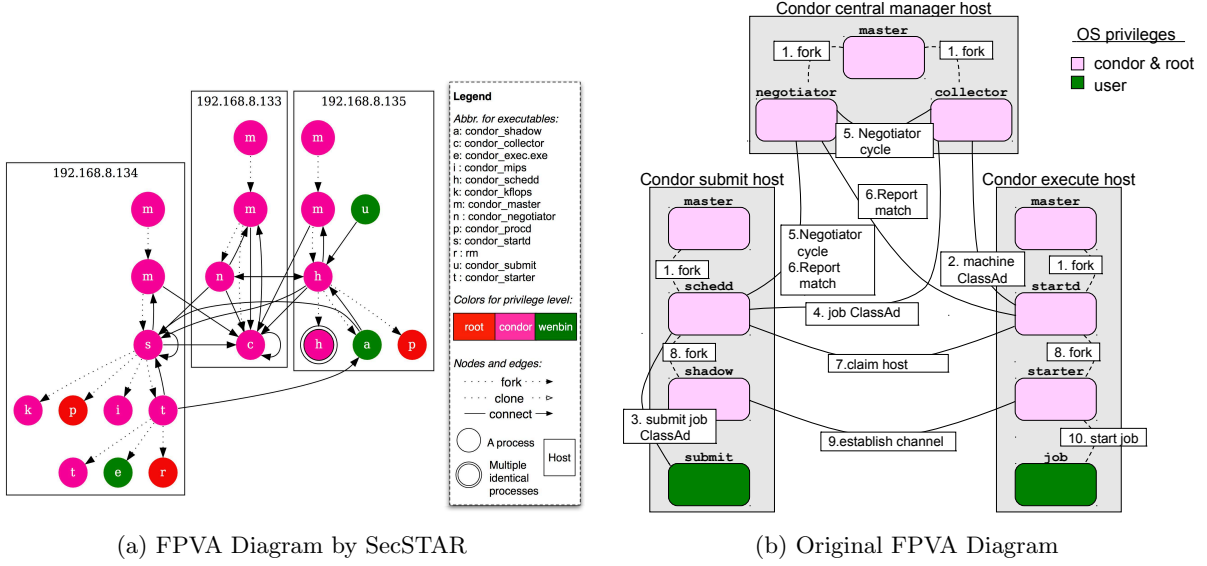 192.168.8.133
192.168.8.135
192.168.8.134
m
m
m
m
m
u
m
n
h
s
c
h
a
p
k
p
i
t
t
e
r
Legend
Abbr. for executables:
a: condor_shadow
c: condor_collector
e: condor_exec.exe
i : condor_mips
h: condor_schedd
k: condor_kflops
m: condor_master
n : condor_negotiator
p: condor_procd
s: condor_startd
r : rm
u: condor_submit
t : condor_starter
Colors for privilege level:
root condor wenbin
Nodes and edges:
fork
clone
connect
A process
Multiple
identical
processes
Host
(a) FPVA Diagram by SecSTAR
Condor central manager host
master
1. fork
1. fork
negotiator
collector
5. Negotiator
cycle
OS privileges
condor & root
user
Condor submit host
master
1. fork
schedd
8. fork
shadow
3. submit job
ClassAd
submit
6.Report
match
5.Negotiator
cycle
6.Report
match
2. machine
ClassAd
4. job ClassAd
7.claim host
9.establish channel
Condor execute host
master
1. fork
startd
8. fork
starter
10. start job
job
(b) Original FPVA Diagram